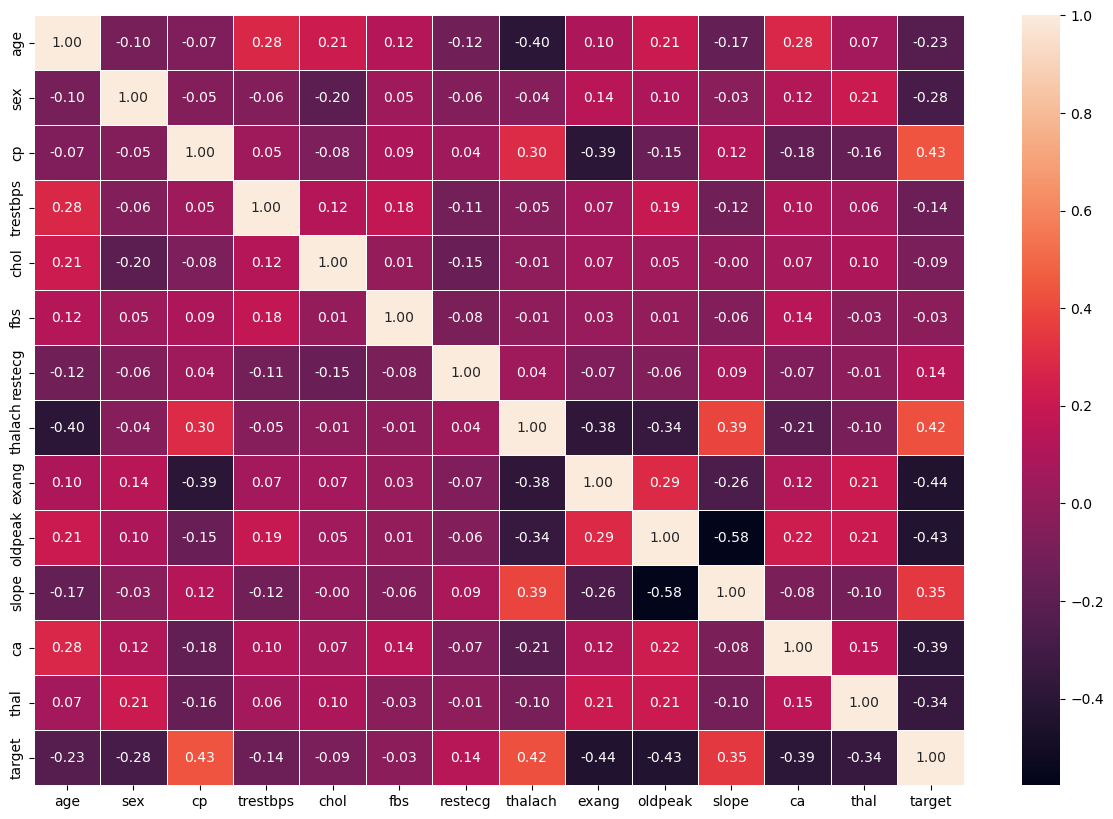 age 1.00 -0.10 -0.07 0.28 0.21 0.12 -0.12 -0.40 0.10 0.21 -0.17 0.28 0.07 -0.23
sex -0.10 1.00 -0.05 -0.06 -0.20 0.05 -0.06 -0.04 0.14 0.10 -0.03 0.12 0.21 -0.28
cp -0.07 -0.05 1.00 0.05 -0.08 0.09 0.04 0.30 -0.39 -0.15 0.12 -0.18 -0.16 0.43
trestbps 0.28 -0.06 0.05 1.00 0.12 0.18 -0.11 -0.05 0.07 0.19 -0.12 0.10 0.06 -0.14
chol 0.21 -0.20 -0.08 0.12 1.00 0.01 -0.15 -0.01 0.07 0.05 -0.00 0.07 0.10 -0.09
fbs 0.12 0.05 0.09 0.18 0.01 1.00 -0.08 -0.01 0.03 0.01 -0.06 0.14 -0.03 -0.03
restecg -0.12 -0.06 0.04 -0.11 -0.15 -0.08 1.00 0.04 -0.07 -0.06 0.09 -0.07 -0.01 0.14
thalach -0.40 -0.04 0.30 -0.05 -0.01 -0.01 0.04 1.00 -0.38 -0.34 0.39 -0.21 -0.10 0.42
exang 0.10 0.14 -0.39 0.07 0.07 0.03 -0.07 -0.38 1.00 0.29 -0.26 0.12 0.21 -0.44
oldpeak 0.21 0.10 -0.15 0.19 0.05 0.01 -0.06 -0.34 0.29 1.00 -0.58 0.22 0.21 -0.43
slope -0.17 -0.03 0.12 -0.12 -0.00 -0.06 0.09 0.39 -0.26 -0.58 1.00 -0.08 -0.10 0.35
ca 0.28 0.12 -0.18 0.10 0.07 0.14 -0.07 -0.21 0.12 0.22 -0.08 1.00 0.15 -0.39
thal 0.07 0.21 -0.16 0.06 0.10 -0.03 -0.01 -0.10 0.21 0.21 -0.10 0.15 1.00 -0.34
target -0.23 -0.28 0.43 -0.14 -0.09 -0.03 0.14 0.42 -0.44 -0.43 0.35 -0.39 -0.34 1.00
age sex cp trestbps chol fbs restecg thalach exang oldpeak slope ca thal target
1.0
0.8
0.6
0.4
0.2
0.0
−0.2
−0.4